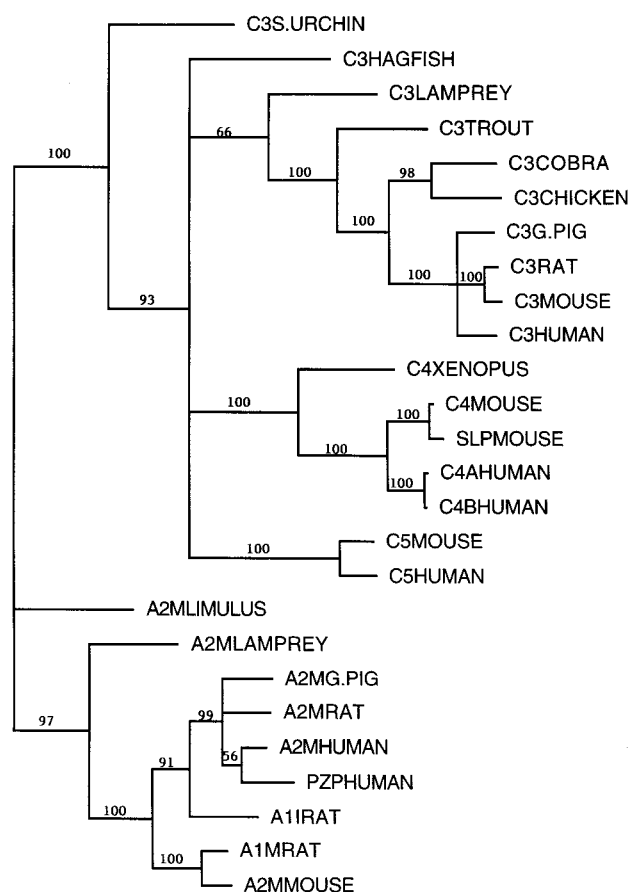 C3S.URCHIN
C3HAGFISH
C3LAMPREY
C3TROUT
66
100
100
98
C3COBRA
C3CHICKEN
100
C3G.PIG
100
100
C3RAT
C3MOUSE
93
C3HUMAN
C4XENOPUS
100
C4MOUSE
100
SLPMOUSE
100
C4AHUMAN
100
C4BHUMAN
C5MOUSE
100
C5HUMAN
A2MLIMULUS
A2MLAMPREY
A2MG.PIG
99
A2MRAT
97
A2MHUMAN
56
91
PZPHUMAN
100
A1IRAT
A1MRAT
100
A2MMOUSE